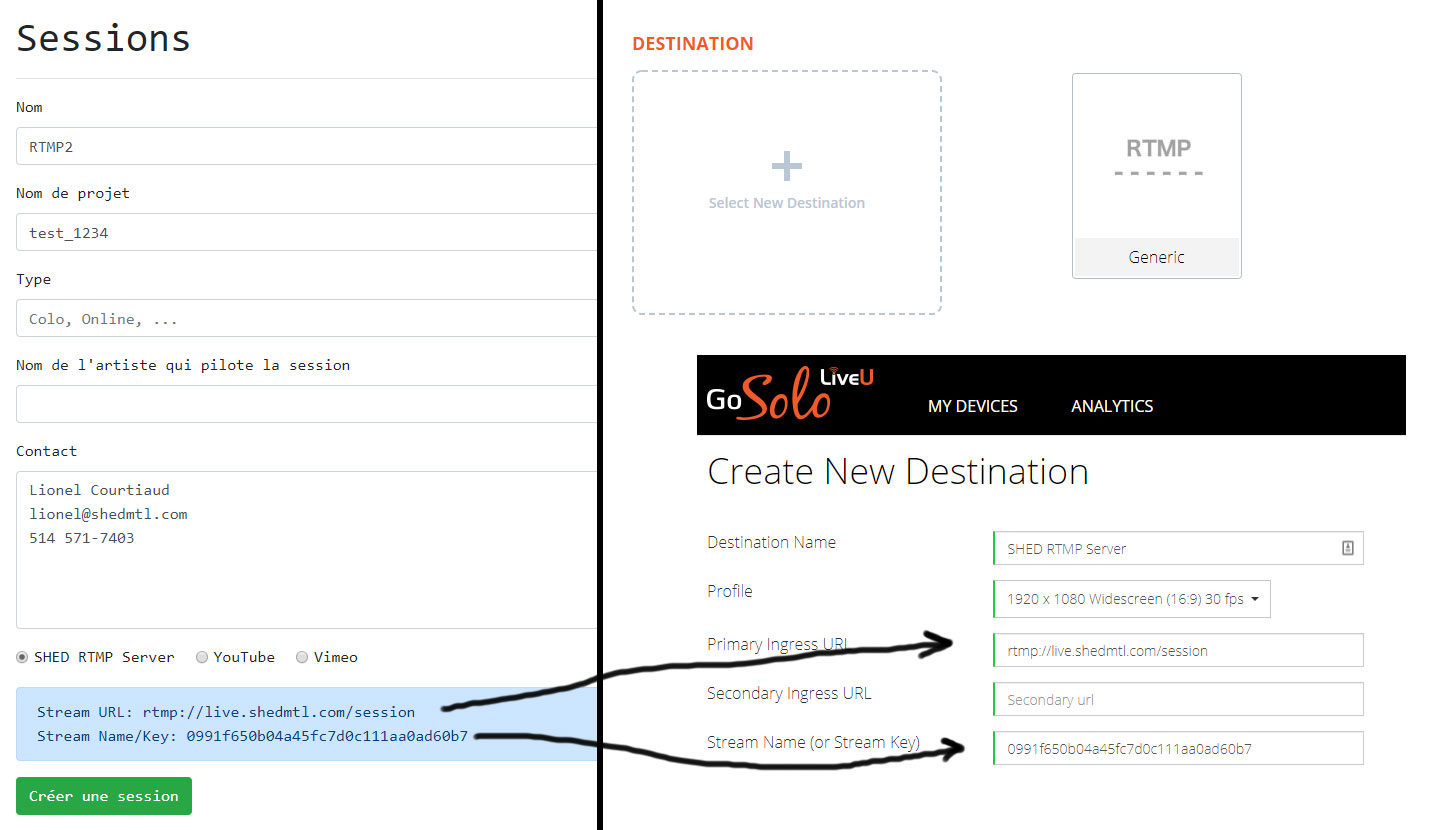 Sessions
Nom
RTMP2
Nom de projet
test_1234
Type
Colo, Online, ...
Nom de l'artiste qui pilote la session
Contact
Lionel Courtiaud
lionel@shedmtl.com
514 571-7403
SHED RTMP Server YouTube Vimeo
Stream URL: rtmp://live.shedmtl.com/session
Stream Name/Key: 0991f650b04a45fc7d0c111aa0ad60b7
Créer une session
DESTINATION
Select New Destination
RTMP
Generic
Go Solo LiveU MY DEVICES ANALYTICS
Create New Destination
Destination Name SHED RTMP Server
Profile 1920 x 1080 Widescreen (16:9) 30 fps
Primary Ingress URL rtmp://live.shedmtl.com/session
Secondary Ingress URL Secondary url
Stream Name (or Stream Key) 0991f650b04a45fc7d0c111aa0ad60b7